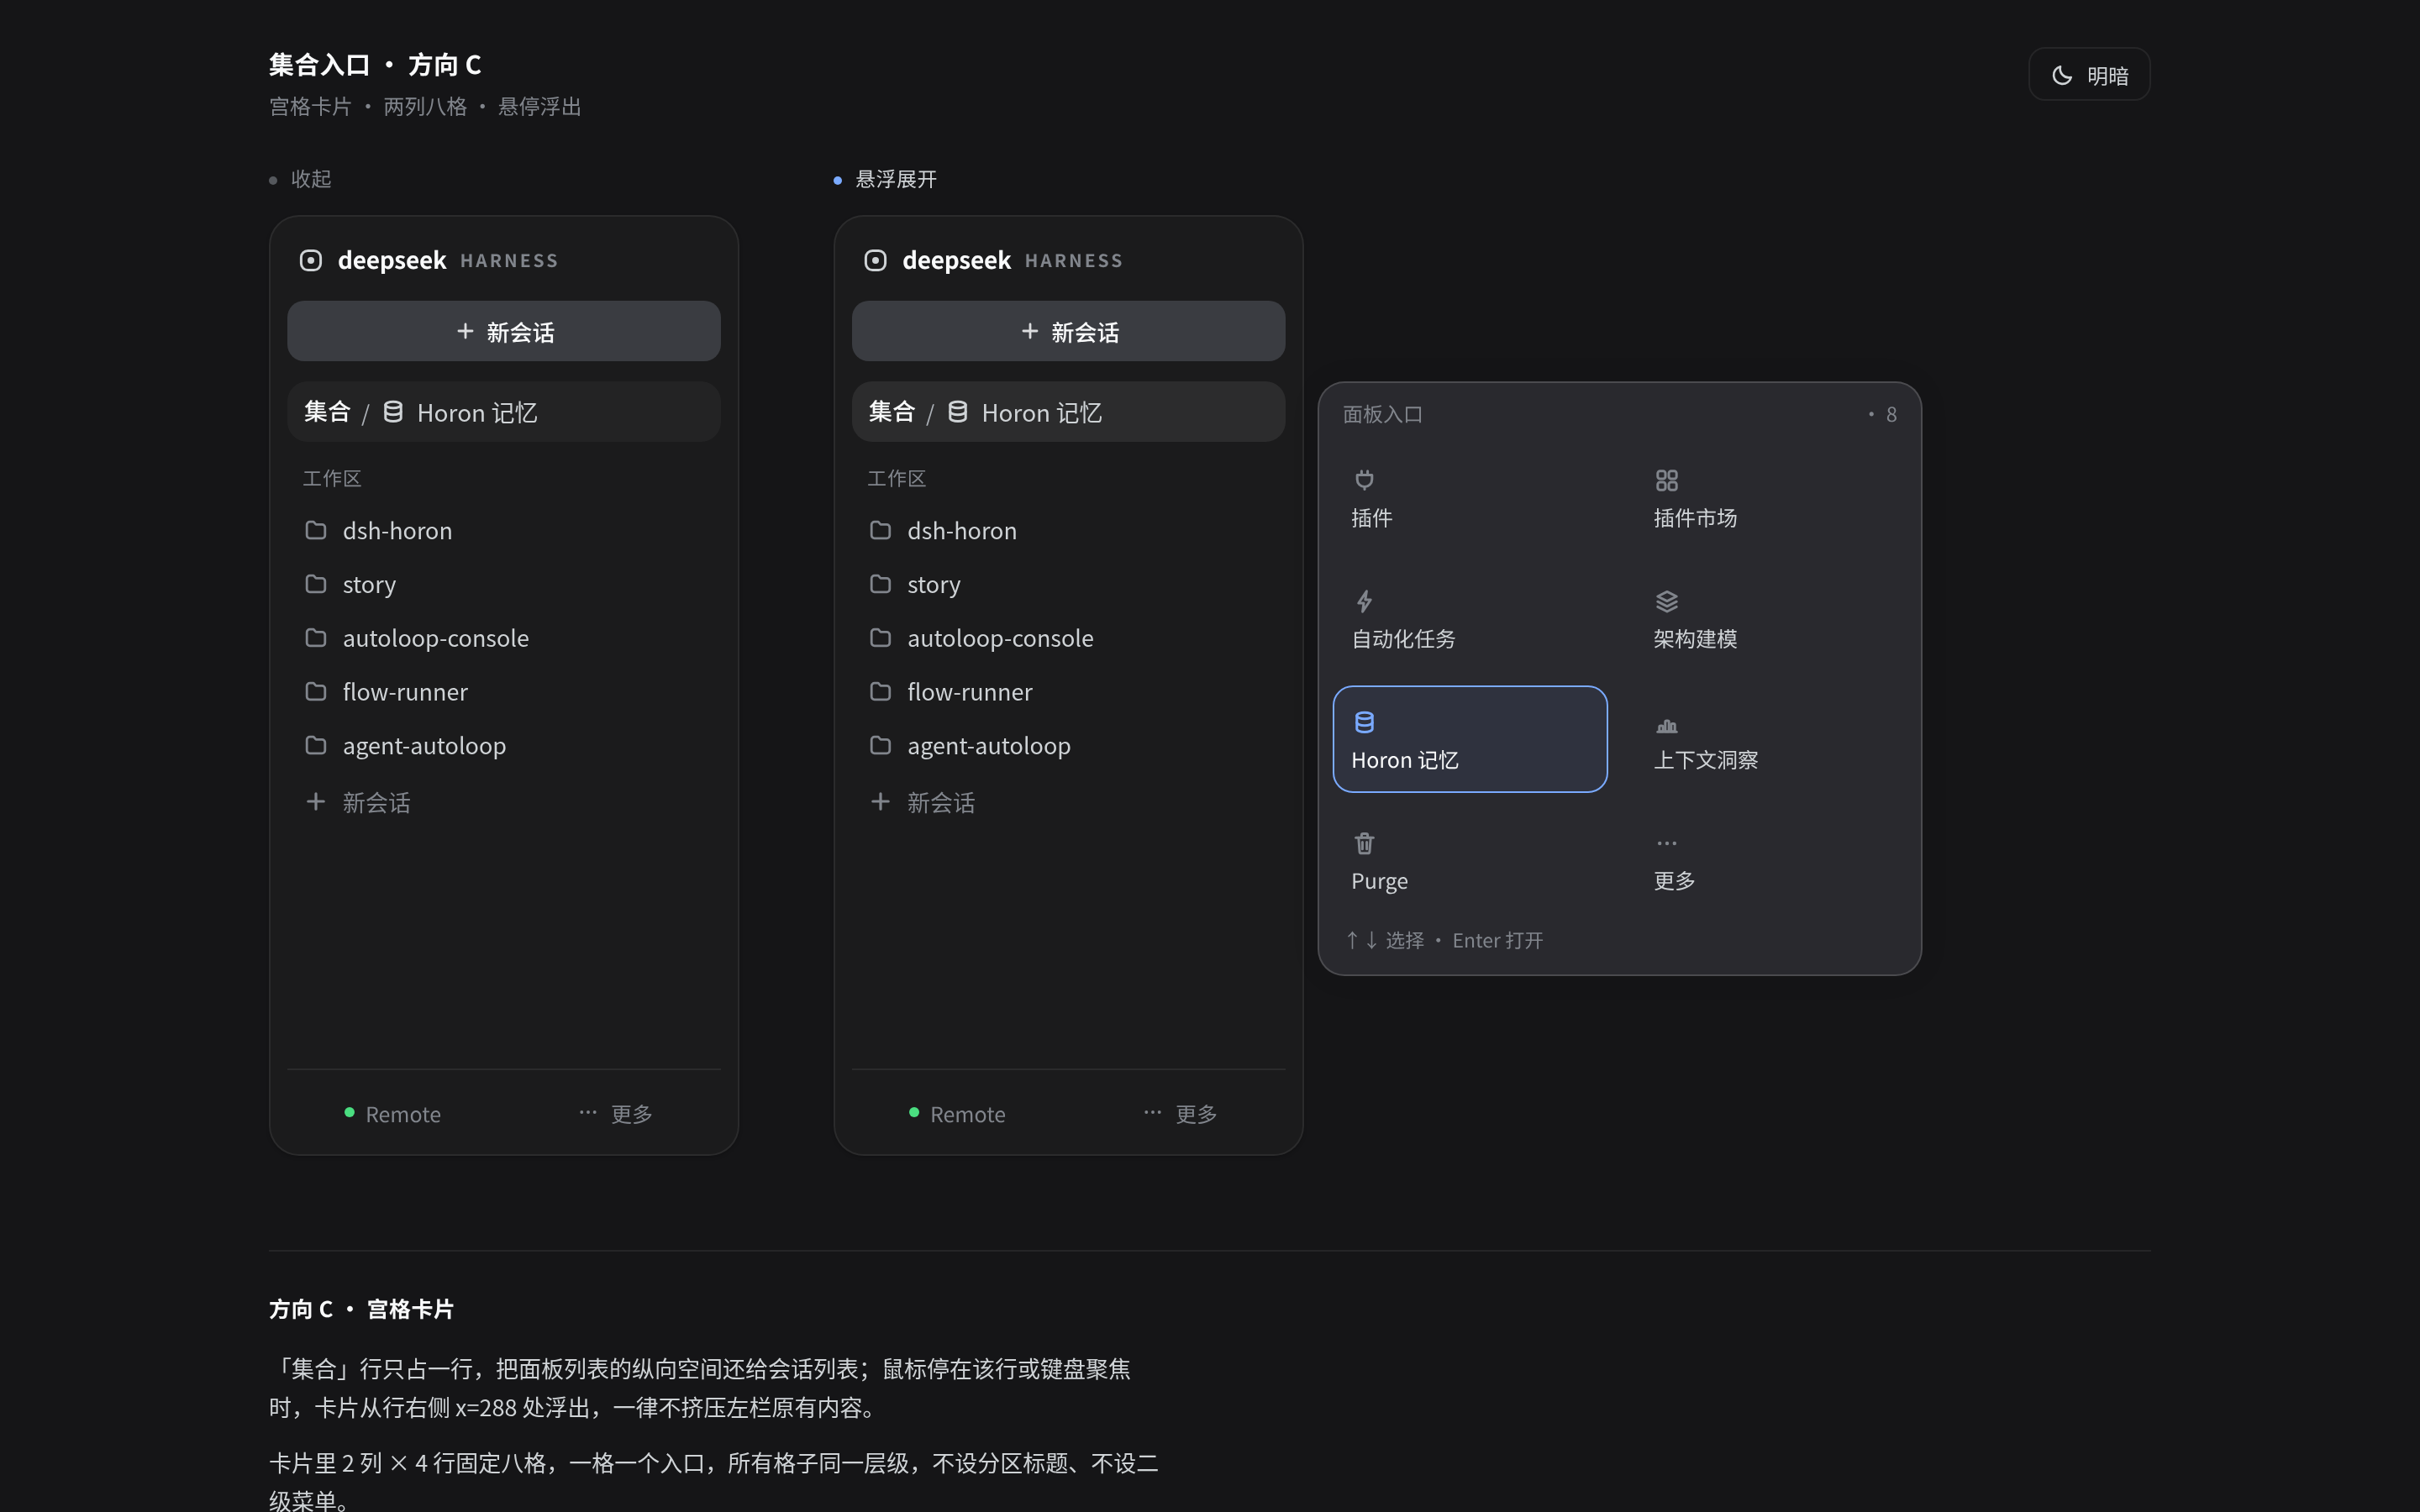 集合入口 · 方向 C
宫格卡片 · 两列八格 · 悬停浮出
明暗
收起
deepseek HARNESS
+ 新会话
集合 / Horon 记忆
工作区
dsh-horon
story
autoloop-console
flow-runner
agent-autoloop
+ 新会话
Remote
··· 更多
悬浮展开
deepseek HARNESS
+ 新会话
集合 / Horon 记忆
工作区
dsh-horon
story
autoloop-console
flow-runner
agent-autoloop
+ 新会话
Remote
··· 更多
面板入口 · 8
插件
插件市场
自动化任务
架构建模
Horon 记忆
上下文洞察
Purge
更多
↑↓ 选择 · Enter 打开
方向 C · 宫格卡片
「集合」行只占一行，把面板列表的纵向空间还给会话列表；鼠标停在该行或键盘聚焦
时，卡片从行右侧 x=288 处浮出，一律不挤压左栏原有内容。
卡片里 2 列 × 4 行固定八格，一格一个入口，所有格子同一层级，不设分区标题、不设二
级菜单。